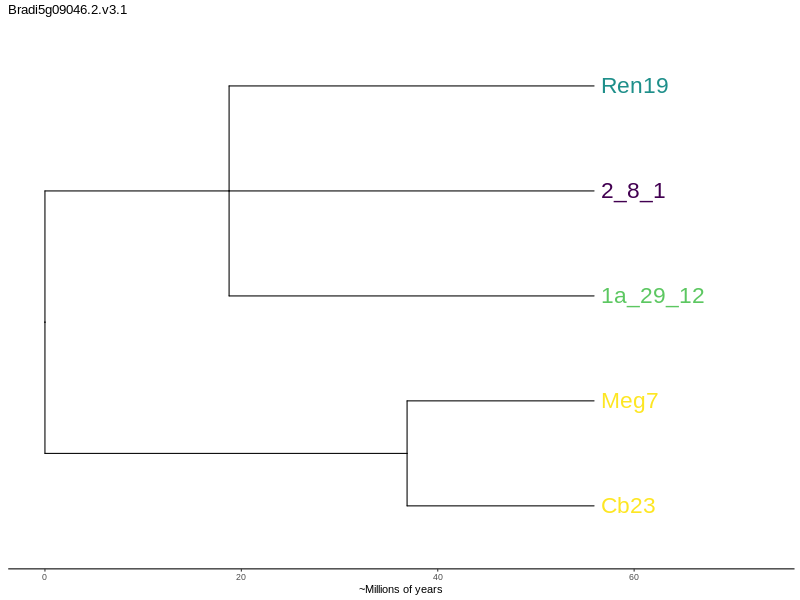 Bradi5g09046.2.v3.1
Ren19
2_8_1
1a_29_12
Meg7
Cb23
0 20 40 60
~Millions of years